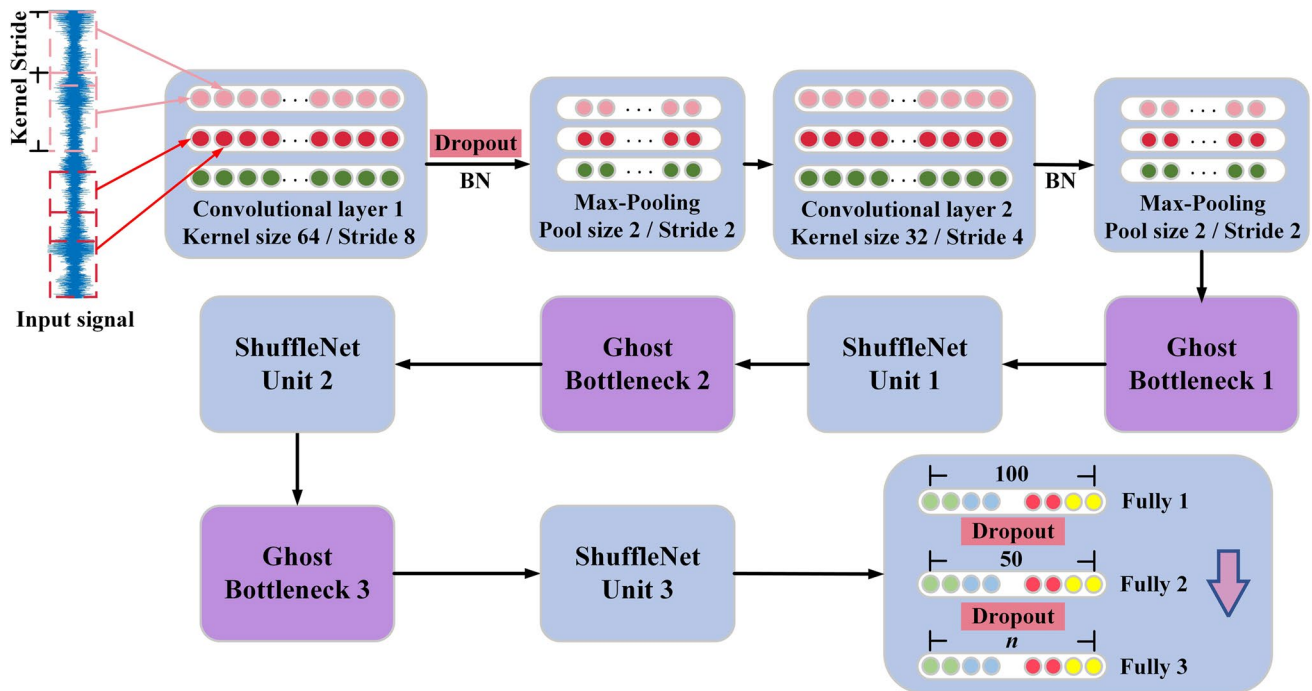 Kernel Stride
Input signal
Convolutional layer 1
Kernel size 64 / Stride 8
Dropout
BN
Max-Pooling
Pool size 2 / Stride 2
Convolutional layer 2
Kernel size 32 / Stride 4
BN
Max-Pooling
Pool size 2 / Stride 2
Ghost
Bottleneck 1
ShuffleNet
Unit 1
Ghost
Bottleneck 2
ShuffleNet
Unit 2
Ghost
Bottleneck 3
ShuffleNet
Unit 3
100
Fully 1
Dropout
50
Fully 2
Dropout
n
Fully 3